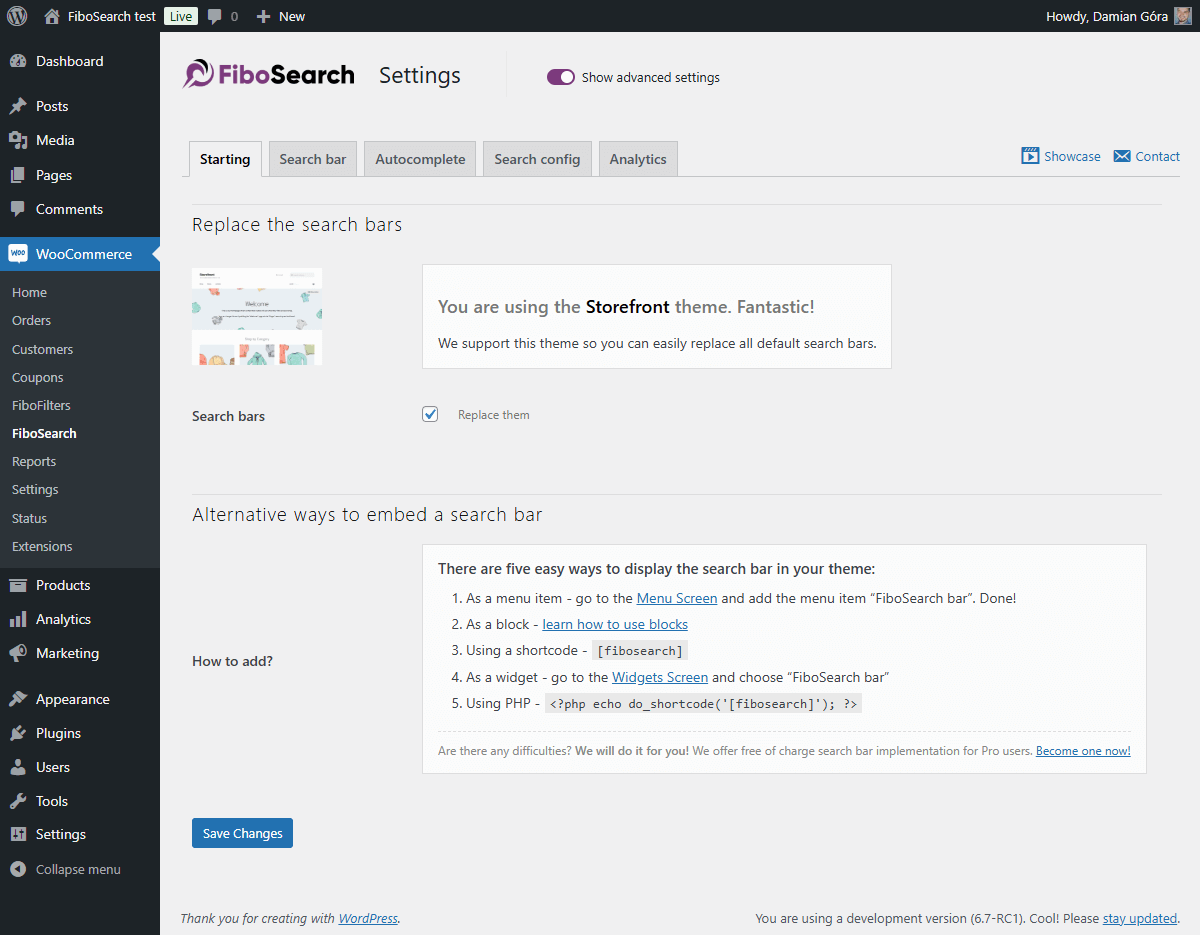 FiboSearch test Live 0 New Howdy, Damian Góra
Dashboard
Posts
Media
Pages
Comments
WooCommerce
Home
Orders
Customers
Coupons
FiboFilters
FiboSearch
Reports
Settings
Status
Extensions
Products
Analytics
Marketing
Appearance
Plugins
Users
Tools
Settings
Collapse menu
FiboSearch Settings Show advanced settings
Starting Search bar Autocomplete Search config Analytics Showcase Contact
Replace the search bars
Welcome
You are using the Storefront theme. Fantastic!
We support this theme so you can easily replace all default search bars.
Search bars Replace them
Alternative ways to embed a search bar
How to add?
There are five easy ways to display the search bar in your theme:
1. As a menu item - go to the Menu Screen and add the menu item “FiboSearch bar”. Done!
2. As a block - learn how to use blocks
3. Using a shortcode - [fibosearch]
4. As a widget - go to the Widgets Screen and choose “FiboSearch bar”
5. Using PHP - <?php echo do_shortcode('[fibosearch]'); ?>
Are there any difficulties? We will do it for you! We offer free of charge search bar implementation for Pro users. Become one now!
Save Changes
Thank you for creating with WordPress. You are using a development version (6.7-RC1). Cool! Please stay updated.